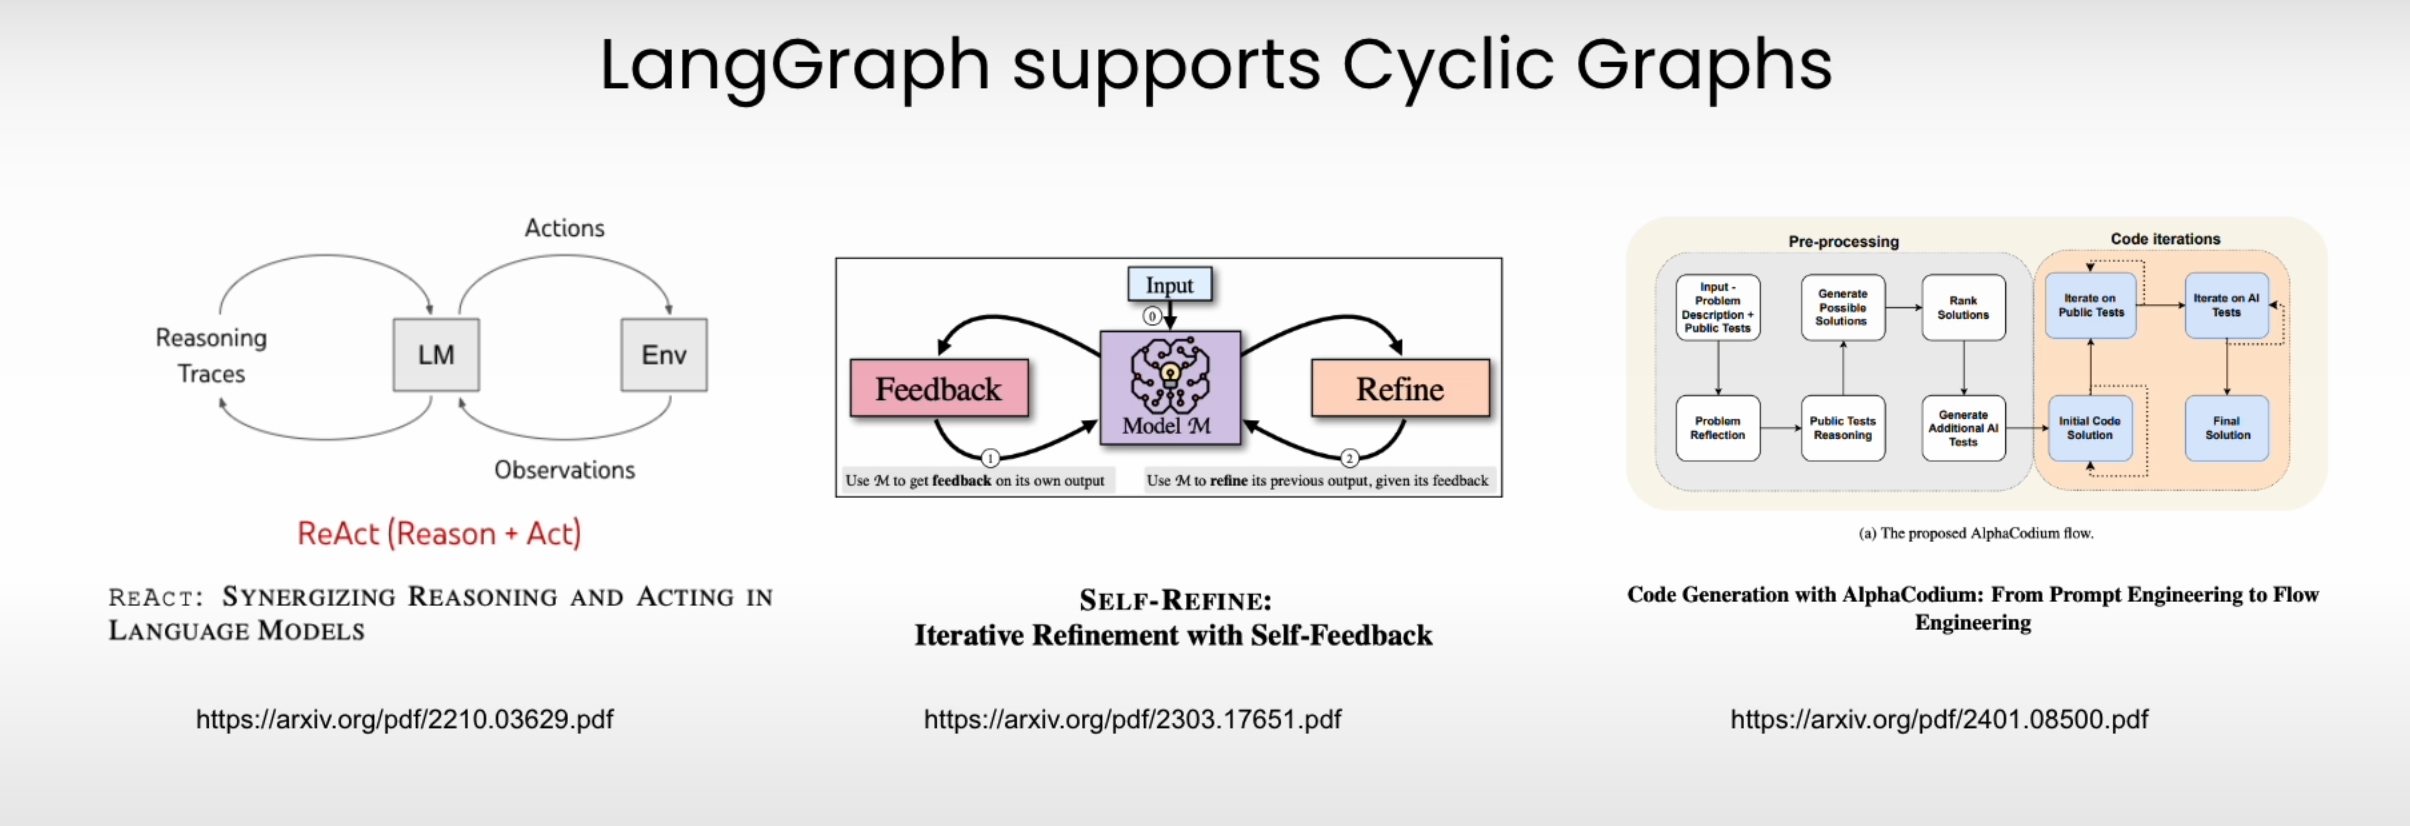 LangGraph supports Cyclic Graphs
Actions
Reasoning
Traces
LM
Env
Observations
ReAct (Reason + Act)
REACT: SYNERGIZING REASONING AND ACTING IN
LANGUAGE MODELS
https://arxiv.org/pdf/2210.03629.pdf
Input
0
Feedback
Model M
Refine
1
2
Use M to get feedback on its own output
Use M to refine its previous output, given its feedback
SELF-REFINE:
Iterative Refinement with Self-Feedback
https://arxiv.org/pdf/2303.17651.pdf
Pre-processing
Code iterations
Input -
Problem
Description +
Public Tests
Generate
Possible
Solutions
Rank
Solutions
Iterate on
Public Tests
Iterate on AI
Tests
Problem
Reflection
Public Tests
Reasoning
Generate
Additional AI
Tests
Initial Code
Solution
Final
Solution
(a) The proposed AlphaCodium flow.
Code Generation with AlphaCodium: From Prompt Engineering to Flow
Engineering
https://arxiv.org/pdf/2401.08500.pdf